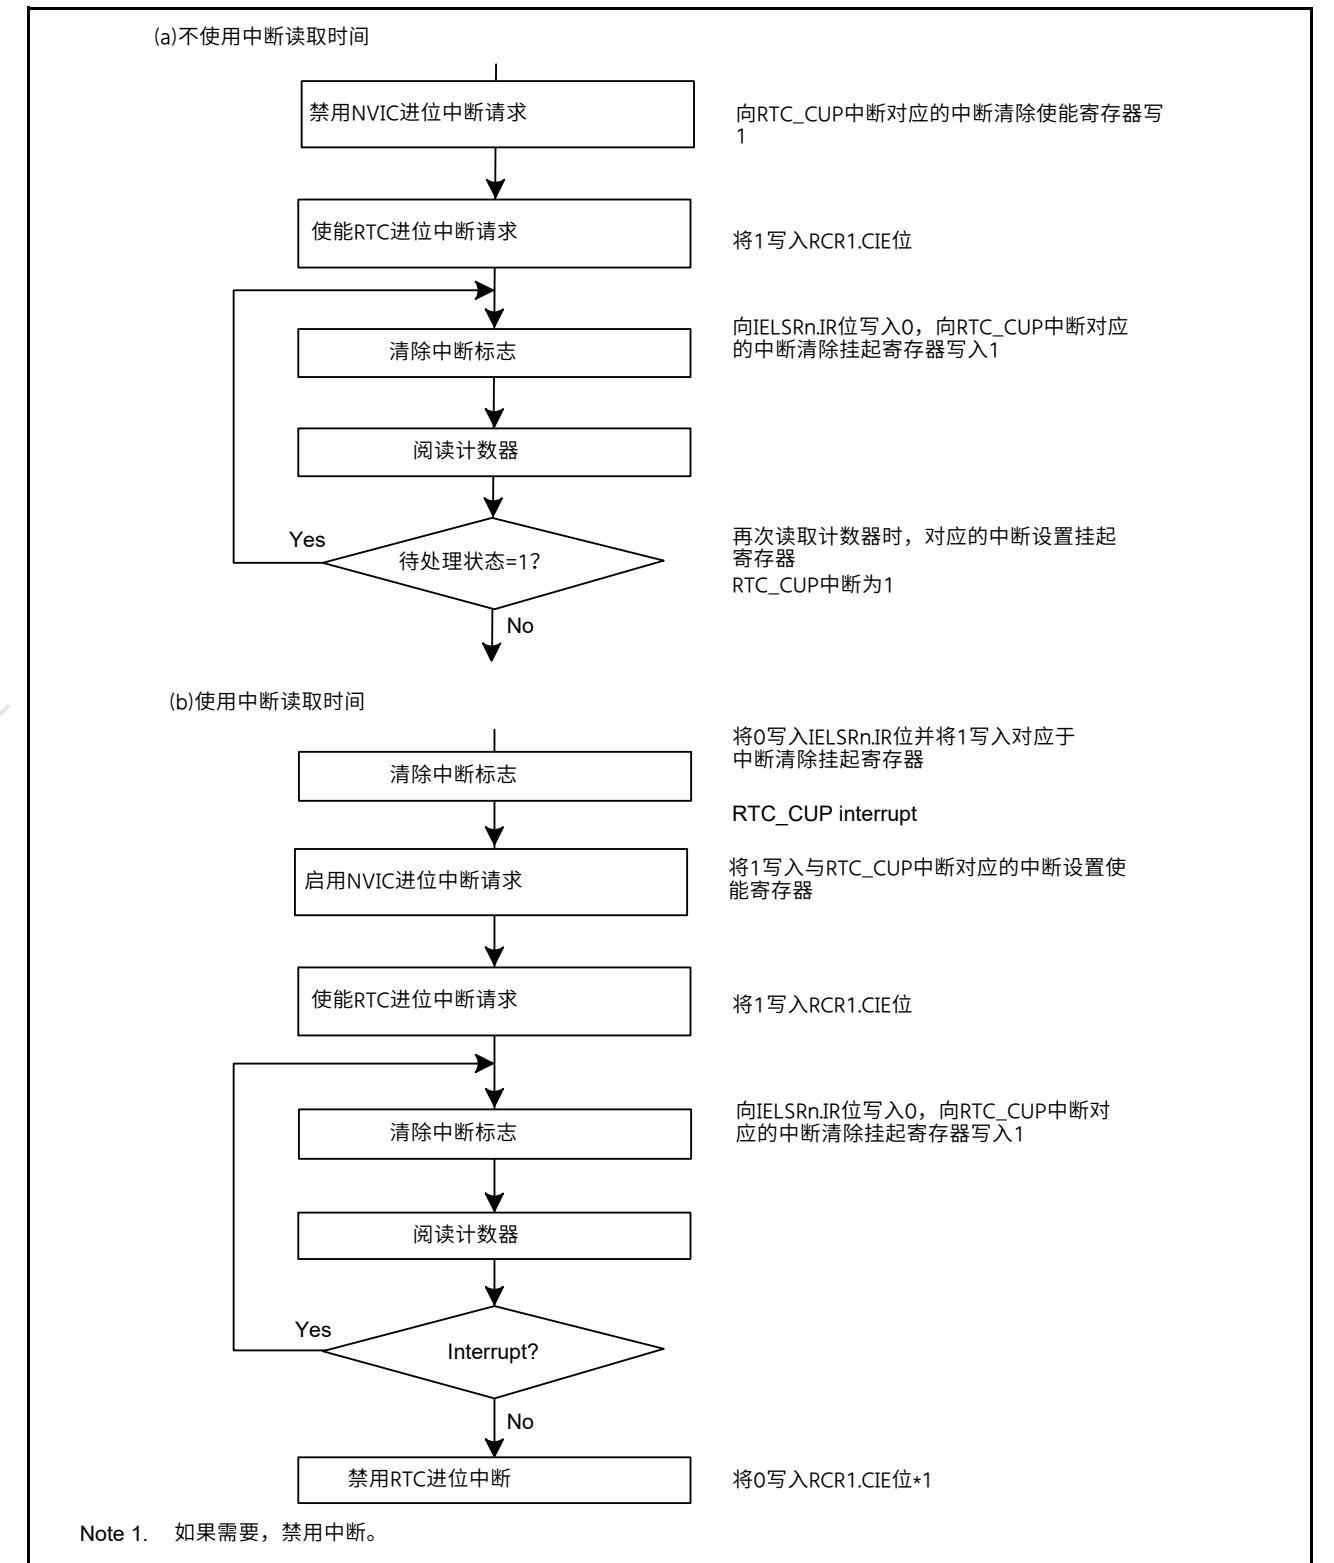 (a)不使用中断读取时间
禁用NVIC进位中断请求
向RTC_CUP中断对应的中断清除使能寄存器写
1
使能RTC进位中断请求
将1写入RCR1.CIE位
清除中断标志
向IELSRn.IR位写入0，向RTC_CUP中断对应
的中断清除挂起寄存器写入1
阅读计数器
Yes
待处理状态=1？
再次读取计数器时，对应的中断设置挂起
寄存器
RTC_CUP中断为1
No
(b)使用中断读取时间
清除中断标志
将0写入IELSRn.IR位并将1写入对应于
中断清除挂起寄存器
RTC_CUP interrupt
启用NVIC进位中断请求
将1写入与RTC_CUP中断对应的中断设置使
能寄存器
使能RTC进位中断请求
将1写入RCR1.CIE位
清除中断标志
向IELSRn.IR位写入0，向RTC_CUP中断对
应的中断清除挂起寄存器写入1
阅读计数器
Yes
Interrupt?
No
禁用RTC进位中断
将0写入RCR1.CIE位*1
Note 1. 如果需要，禁用中断。